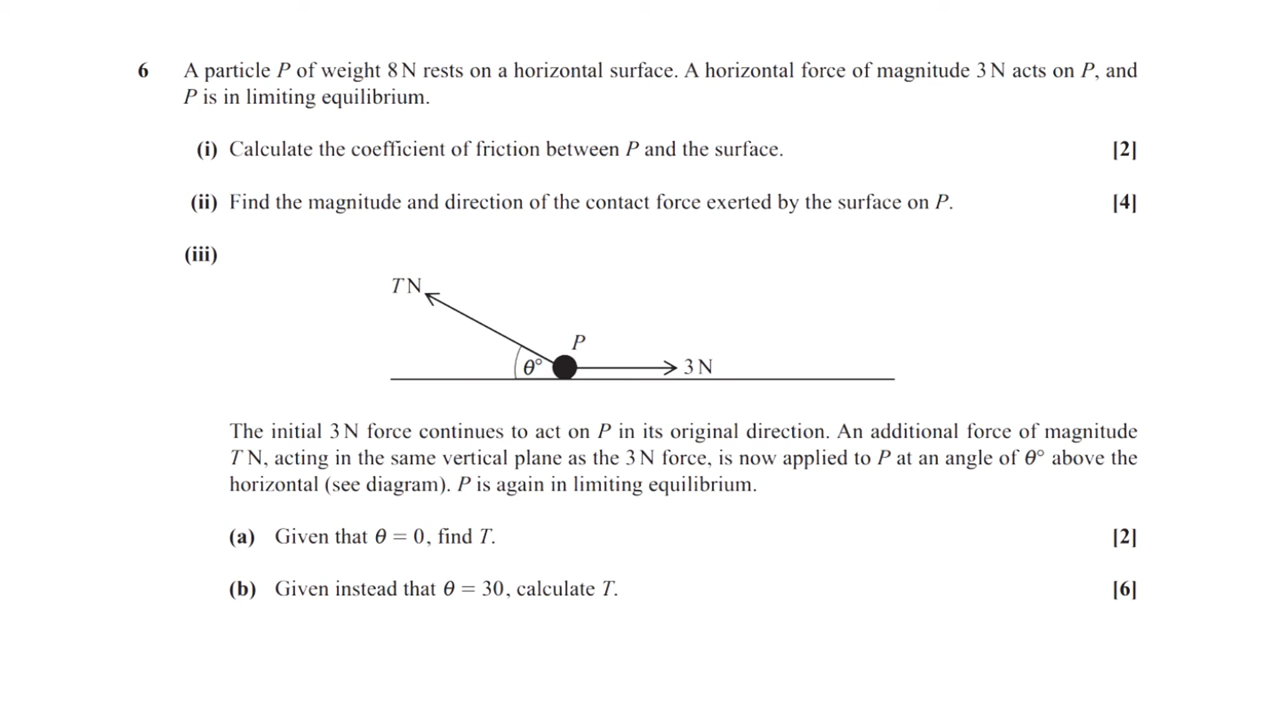 6 A particle P of weight 8 N rests on a horizontal surface. A horizontal force of magnitude 3 N acts on P, and
P is in limiting equilibrium.
(i) Calculate the coefficient of friction between P and the surface. [2]
(ii) Find the magnitude and direction of the contact force exerted by the surface on P. [4]
(iii)
T N
P
θ°
3 N
The initial 3 N force continues to act on P in its original direction. An additional force of magnitude
T N, acting in the same vertical plane as the 3 N force, is now applied to P at an angle of θ° above the
horizontal (see diagram). P is again in limiting equilibrium.
(a) Given that θ = 0, find T. [2]
(b) Given instead that θ = 30, calculate T. [6]